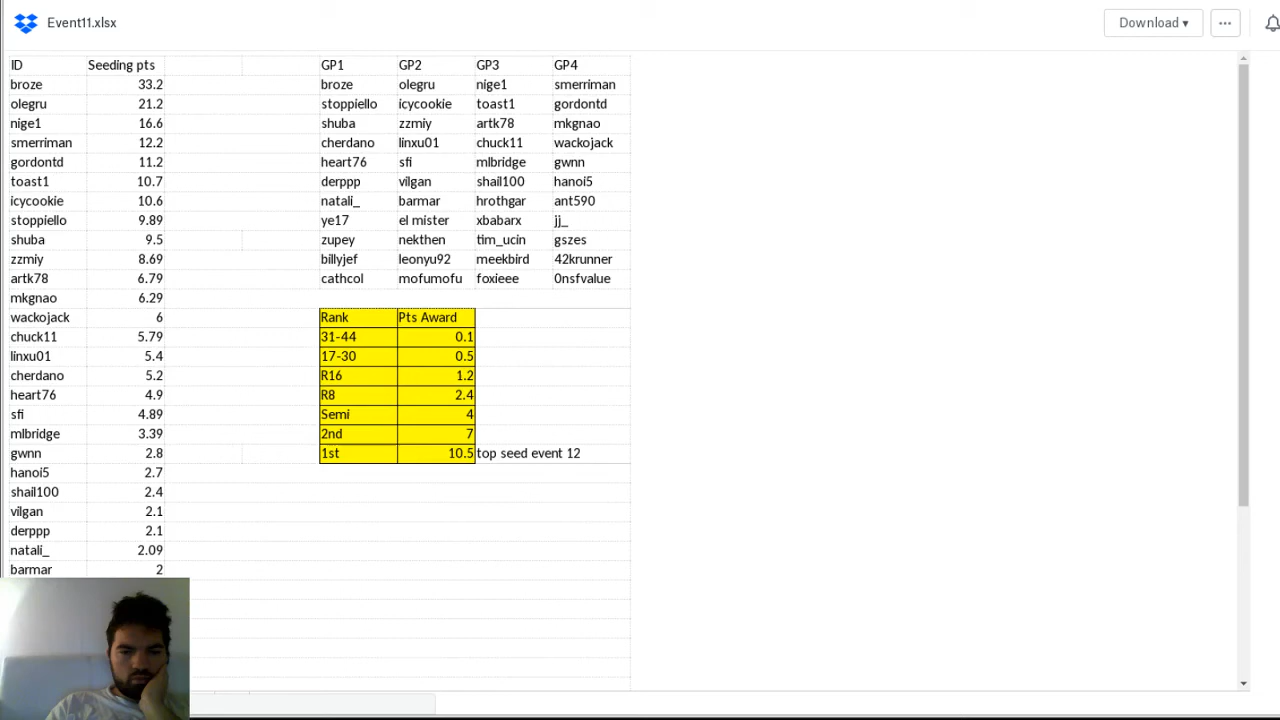 Event11.xlsx
Download ▾
...
ID Seeding pts GP1 GP2 GP3 GP4
broze 33.2 broze olegru nige1 smerriman
olegru 21.2 stoppiello icycookie toast1 gordontd
nige1 16.6 shuba zzmiy artk78 mkgnao
smerriman 12.2 cherdano linxu01 chuck11 wackojack
gordontd 11.2 heart76 sfi mlbridge gwnn
toast1 10.7 derppp vilgan shail100 hanoi5
icycookie 10.6 natali_ barmar hrothgar ant590
stoppiello 9.89 ye17 el mister xbabarx jj_
shuba 9.5 zupey nekthen tim_ucin gszes
zzmiy 8.69 billyjef leonyu92 meekbird 42krunner
artk78 6.79 cathcol mofumofu foxieee 0nsfvalue
mkgnao 6.29
wackojack 6 Rank Pts Award
chuck11 5.79 31-44 0.1
linxu01 5.4 17-30 0.5
cherdano 5.2 R16 1.2
heart76 4.9 R8 2.4
sfi 4.89 Semi 4
mlbridge 3.39 2nd 7
gwnn 2.8 1st 10.5 top seed event 12
hanoi5 2.7
shail100 2.4
vilgan 2.1
derppp 2.1
natali_ 2.09
barmar 2